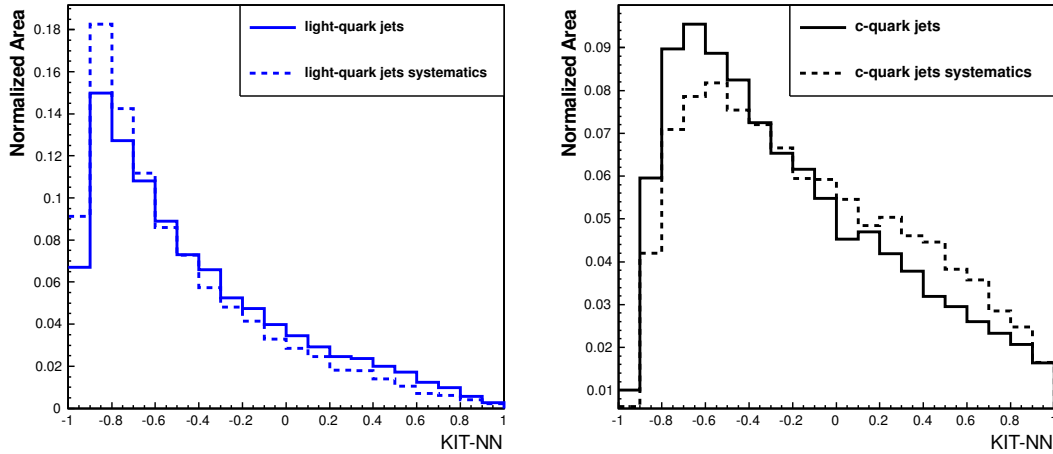 Normalized Area
light-quark jets
light-quark jets systematics
0.18
0.16
0.14
0.12
0.1
0.08
0.06
0.04
0.02
0
-1 -0.8 -0.6 -0.4 -0.2 0 0.2 0.4 0.6 0.8 1
KIT-NN
Normalized Area
c-quark jets
c-quark jets systematics
0.09
0.08
0.07
0.06
0.05
0.04
0.03
0.02
0.01
-1 -0.8 -0.6 -0.4 -0.2 0 0.2 0.4 0.6 0.8 1
KIT-NN